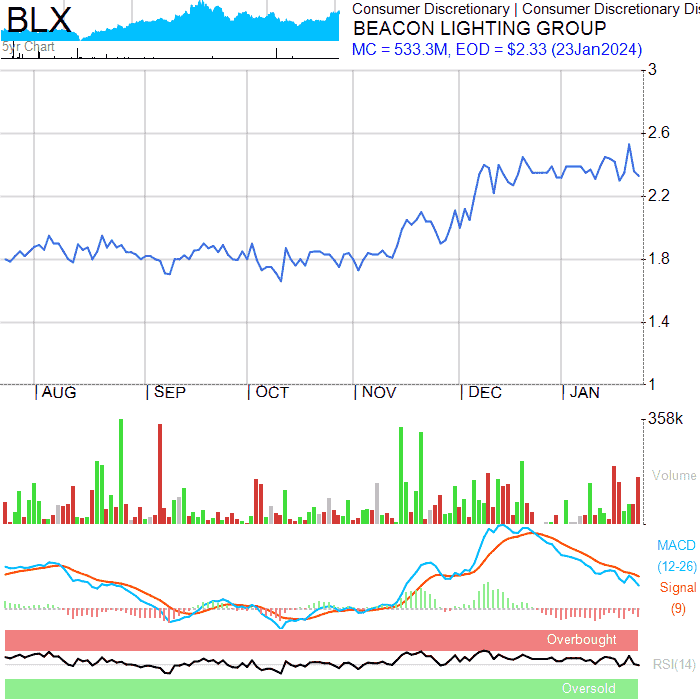 BLX
5yr Chart
Consumer Discretionary | Consumer Discretionary Dis
BEACON LIGHTING GROUP
MC = 533.3M, EOD = $2.33 (23Jan2024)
3
2.6
2.2
1.8
1.4
1
AUG SEP OCT NOV DEC JAN
358k
Volume
MACD
(12-26)
Signal
(9)
Overbought
RSI(14)
Oversold